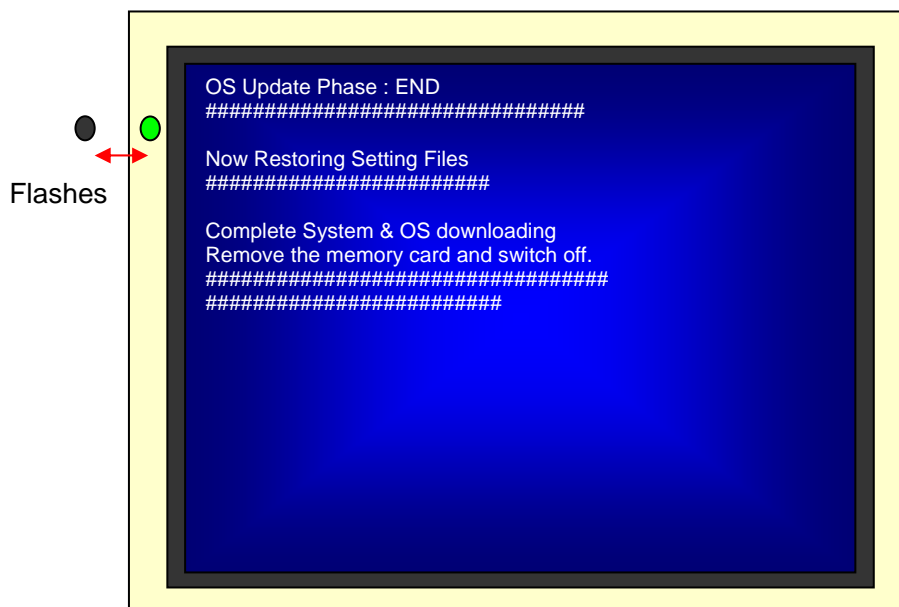 OS Update Phase : END
################################
Now Restoring Setting Files
########################
Complete System & OS downloading
Remove the memory card and switch off.
##################################
#########################
Flashes